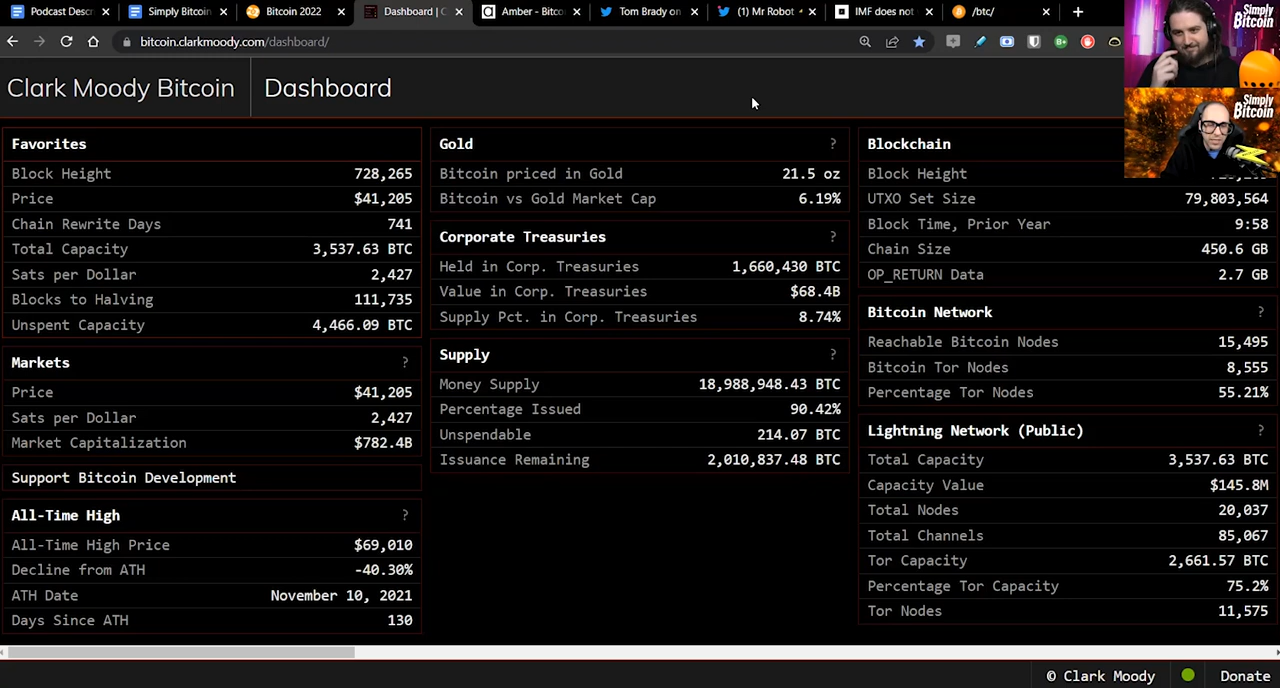 Podcast Descri
Simply Bitcoin
Bitcoin 2022
Dashboard | C
Amber - Bitco
Tom Brady on
(1) Mr Robot
IMF does not
/btc/
bitcoin.clarkmoody.com/dashboard/
Simply
Bitcoin
Simply
Bitcoin
Clark Moody Bitcoin
Dashboard
Favorites
Block Height 728,265
Price $41,205
Chain Rewrite Days 741
Total Capacity 3,537.63 BTC
Sats per Dollar 2,427
Blocks to Halving 111,735
Unspent Capacity 4,466.09 BTC
Markets ?
Price $41,205
Sats per Dollar 2,427
Market Capitalization $782.4B
Support Bitcoin Development
All-Time High ?
All-Time High Price $69,010
Decline from ATH -40.30%
ATH Date November 10, 2021
Days Since ATH 130
Gold ?
Bitcoin priced in Gold 21.5 oz
Bitcoin vs Gold Market Cap 6.19%
Corporate Treasuries ?
Held in Corp. Treasuries 1,660,430 BTC
Value in Corp. Treasuries $68.4B
Supply Pct. in Corp. Treasuries 8.74%
Supply ?
Money Supply 18,988,948.43 BTC
Percentage Issued 90.42%
Unspendable 214.07 BTC
Issuance Remaining 2,010,837.48 BTC
Blockchain
Block Height
UTXO Set Size 79,803,564
Block Time, Prior Year 9:58
Chain Size 450.6 GB
OP_RETURN Data 2.7 GB
Bitcoin Network ?
Reachable Bitcoin Nodes 15,495
Bitcoin Tor Nodes 8,555
Percentage Tor Nodes 55.21%
Lightning Network (Public) ?
Total Capacity 3,537.63 BTC
Capacity Value $145.8M
Total Nodes 20,037
Total Channels 85,067
Tor Capacity 2,661.57 BTC
Percentage Tor Capacity 75.2%
Tor Nodes 11,575
© Clark Moody
Donate